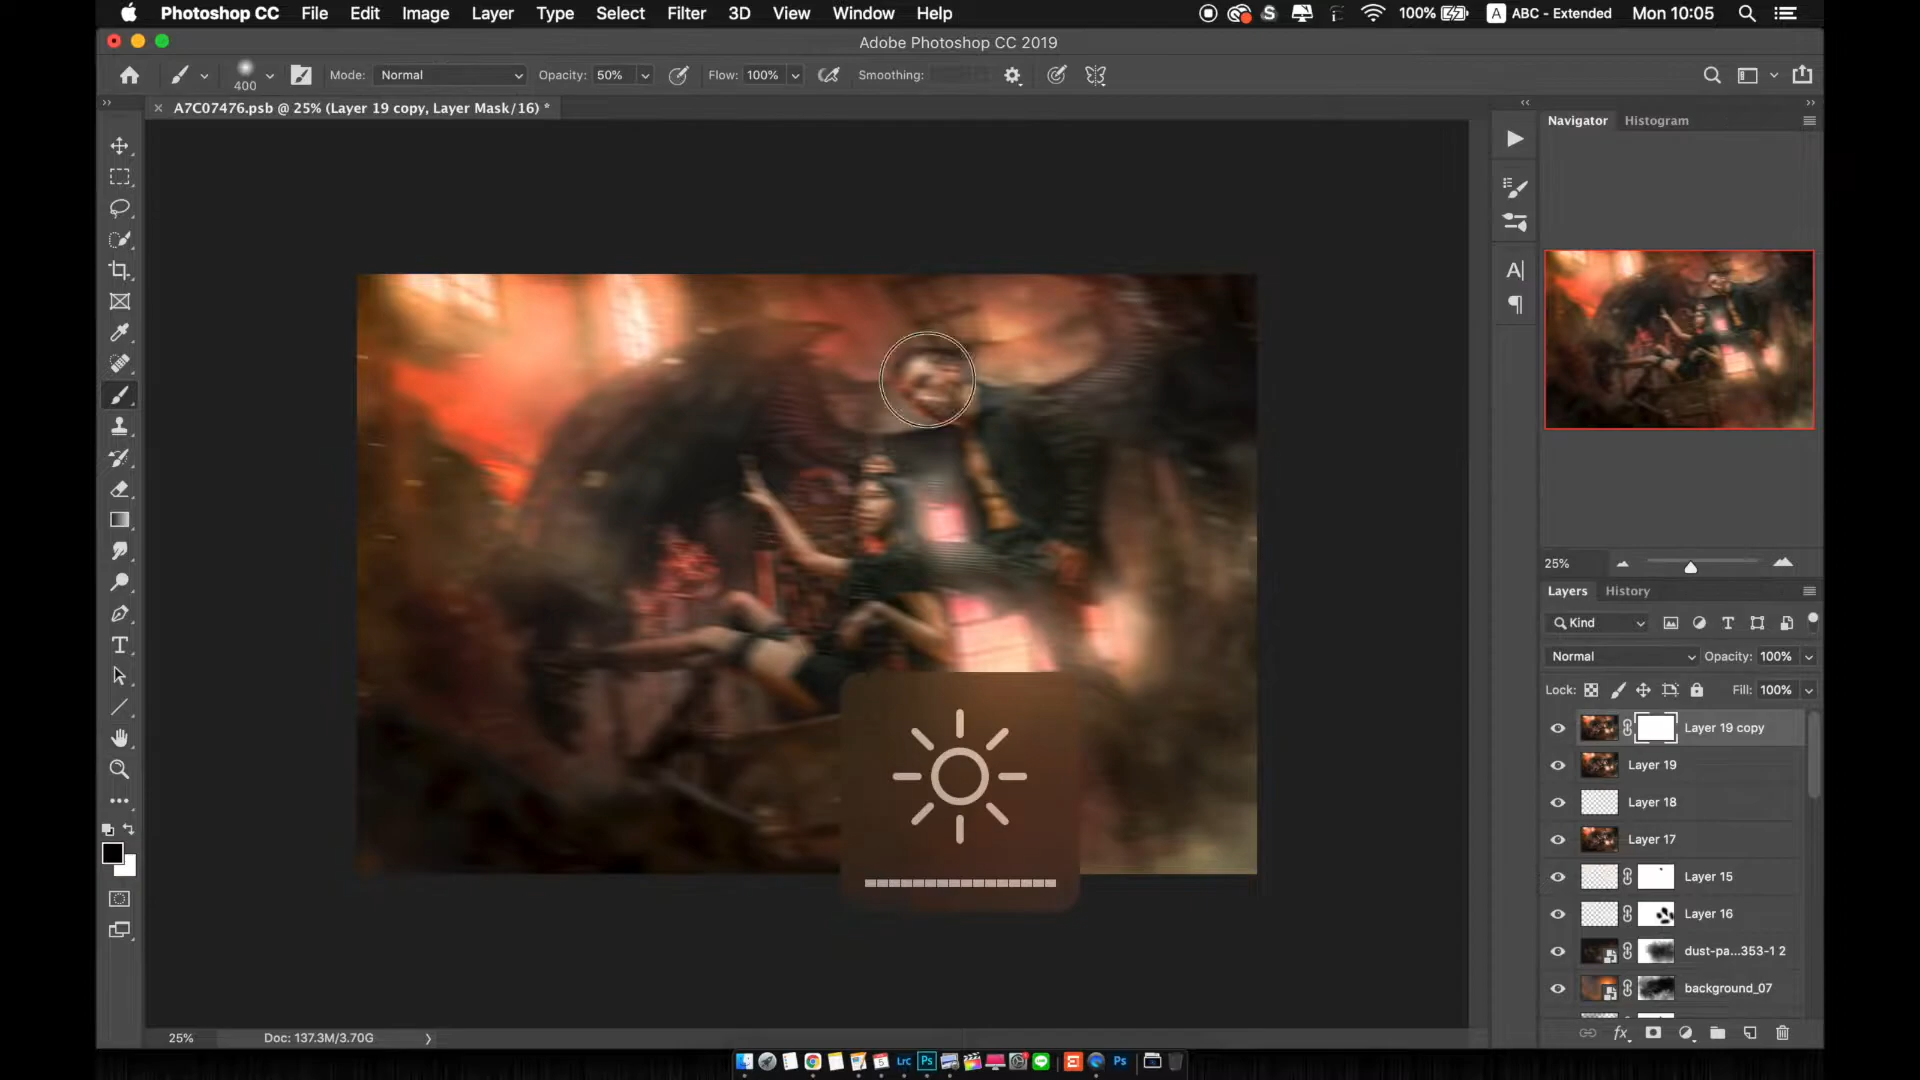 Photoshop CC File Edit Image Layer Type Select Filter 3D View Window Help 100% A ABC - Extended Mon 10:05
Adobe Photoshop CC 2019
400 Mode: Normal Opacity: 50% Flow: 100% Smoothing:
A7C07476.psb @ 25% (Layer 19 copy, Layer Mask/16) *
Navigator Histogram
25%
Layers History
Kind
Normal Opacity: 100%
Lock: Fill: 100%
Layer 19 copy
Layer 19
Layer 18
Layer 17
Layer 15
Layer 16
dust-pa...353-1 2
background_07
fx
25% Doc: 137.3M/3.70G
Lrc Ps Ps